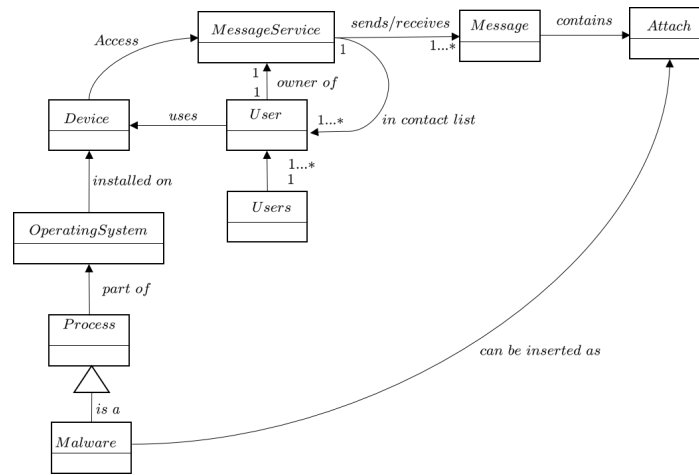 MessageService
sends/receives
Message
contains
Attach
Access
1
1...*
1
owner of
1
Device
uses
User
1...*
in contact list
1...*
1
installed on
Users
OperatingSystem
part of
Process
can be inserted as
is a
Malware